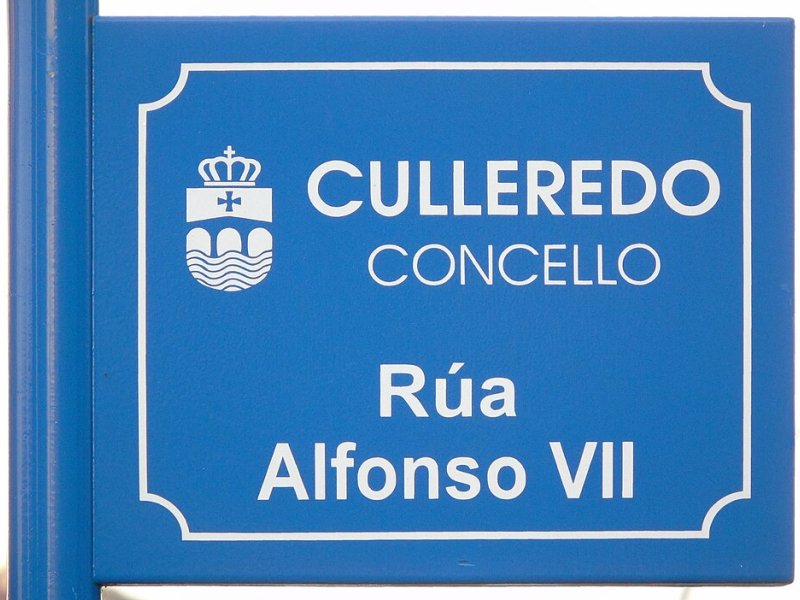 CULLEREDO
CONCELLO
Rúa
Alfonso VII